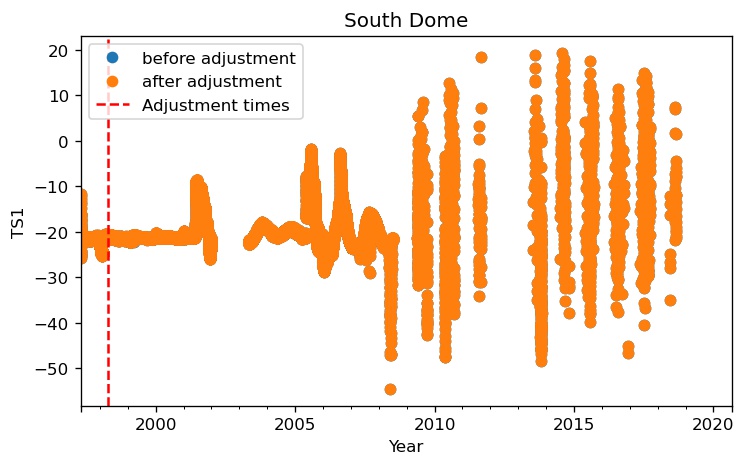 South Dome
before adjustment
after adjustment
Adjustment times
TS1
20
10
0
−10
−20
−30
−40
−50
2000 2005 2010 2015 2020
Year